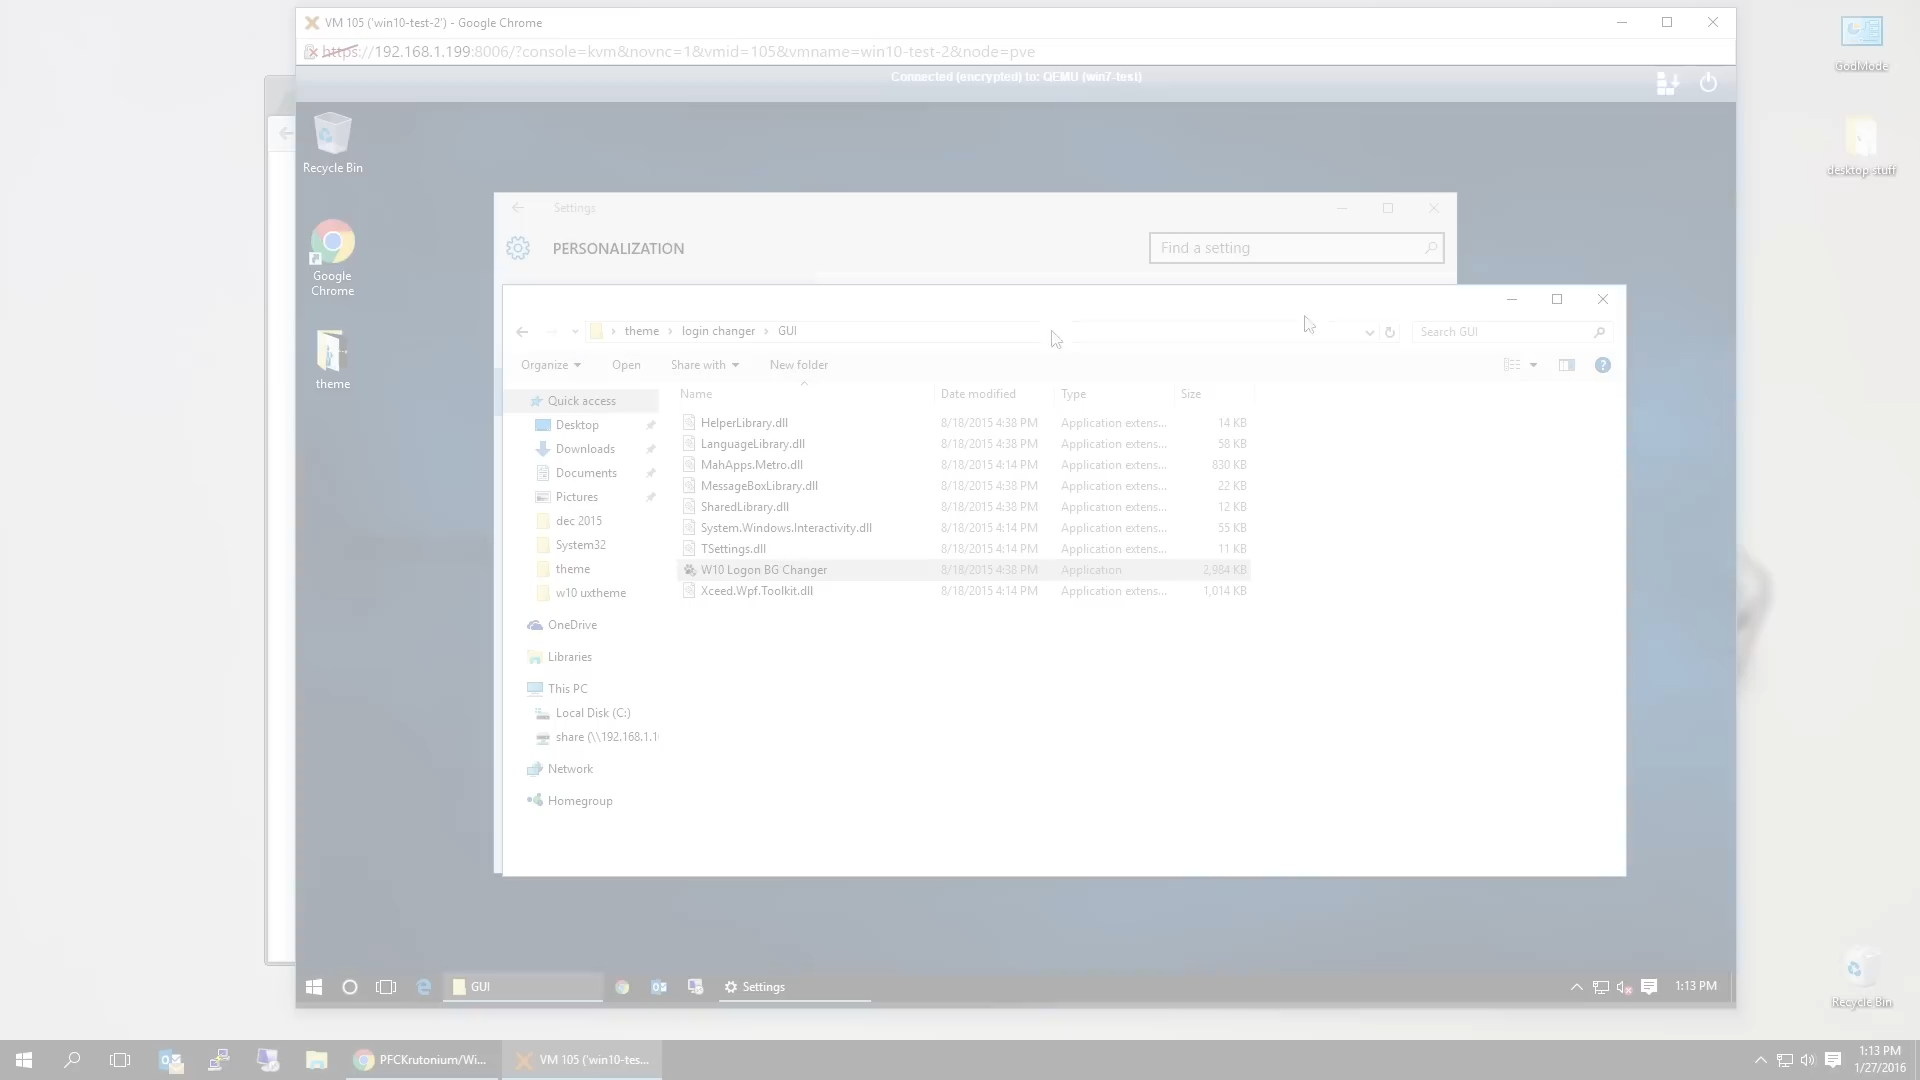 VM 105 ('win10-test-2') - Google Chrome
https://192.168.1.199:8006/?console=kvm&novnc=1&vmid=105&vmname=win10-test-2&node=pve
Connected (encrypted) to: QEMU (win7-test)
GodMode
desktop stuff
Recycle Bin
Google
Chrome
theme
Settings
PERSONALIZATION
Find a setting
theme
login changer
GUI
Search GUI
Organize
Open
Share with
New folder
Name
Date modified
Type
Size
Quick access
Desktop
Downloads
Documents
Pictures
dec 2015
System32
theme
w10 uxtheme
OneDrive
Libraries
This PC
Local Disk (C:)
share (\\192.168.1.1
Network
Homegroup
HelperLibrary.dll 8/18/2015 4:38 PM Application extens... 14 KB
LanguageLibrary.dll 8/18/2015 4:38 PM Application extens... 58 KB
MahApps.Metro.dll 8/18/2015 4:14 PM Application extens... 830 KB
MessageBoxLibrary.dll 8/18/2015 4:38 PM Application extens... 22 KB
SharedLibrary.dll 8/18/2015 4:38 PM Application extens... 12 KB
System.Windows.Interactivity.dll 8/18/2015 4:14 PM Application extens... 55 KB
TSettings.dll 8/18/2015 4:14 PM Application extens... 11 KB
W10 Logon BG Changer 8/18/2015 4:38 PM Application 2,984 KB
Xceed.Wpf.Toolkit.dll 8/18/2015 4:14 PM Application extens... 1,014 KB
GUI
Settings
1:13 PM
Recycle Bin
PFCKrutonium/Wi...
VM 105 ('win10-tes...
1:13 PM
1/27/2016